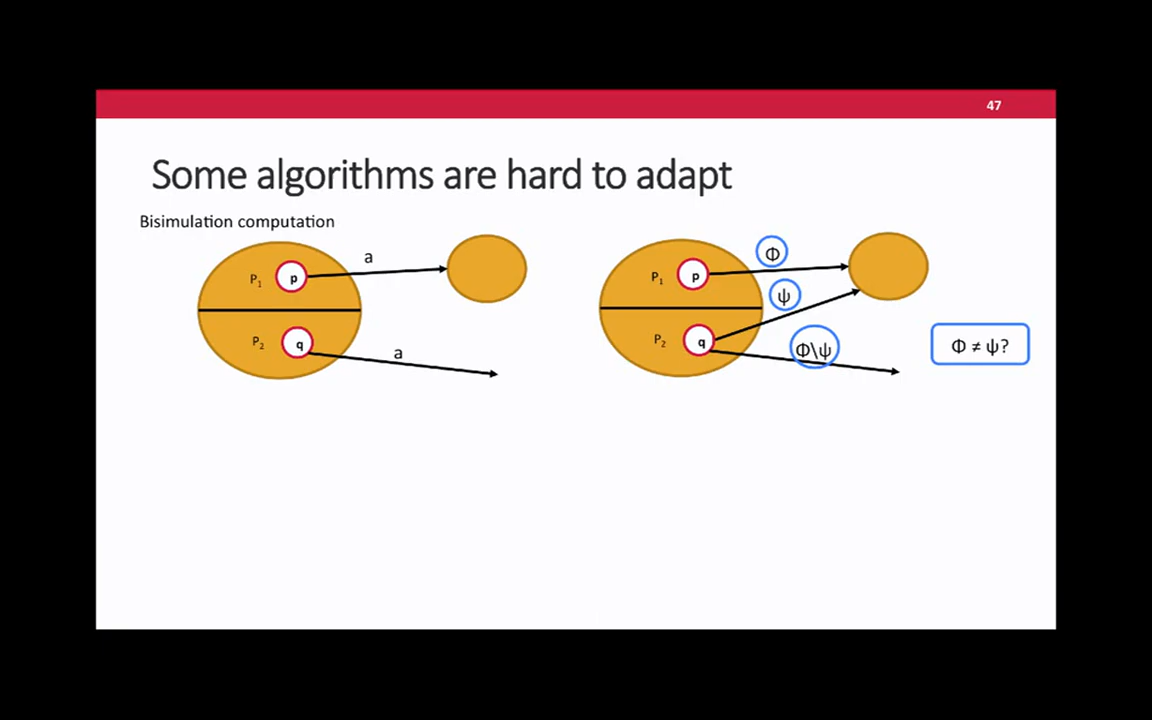 47
Some algorithms are hard to adapt
Bisimulation computation
a
P1
p
P2
q
a
Φ
P1
p
ψ
P2
q
Φ\ψ
Φ ≠ ψ?